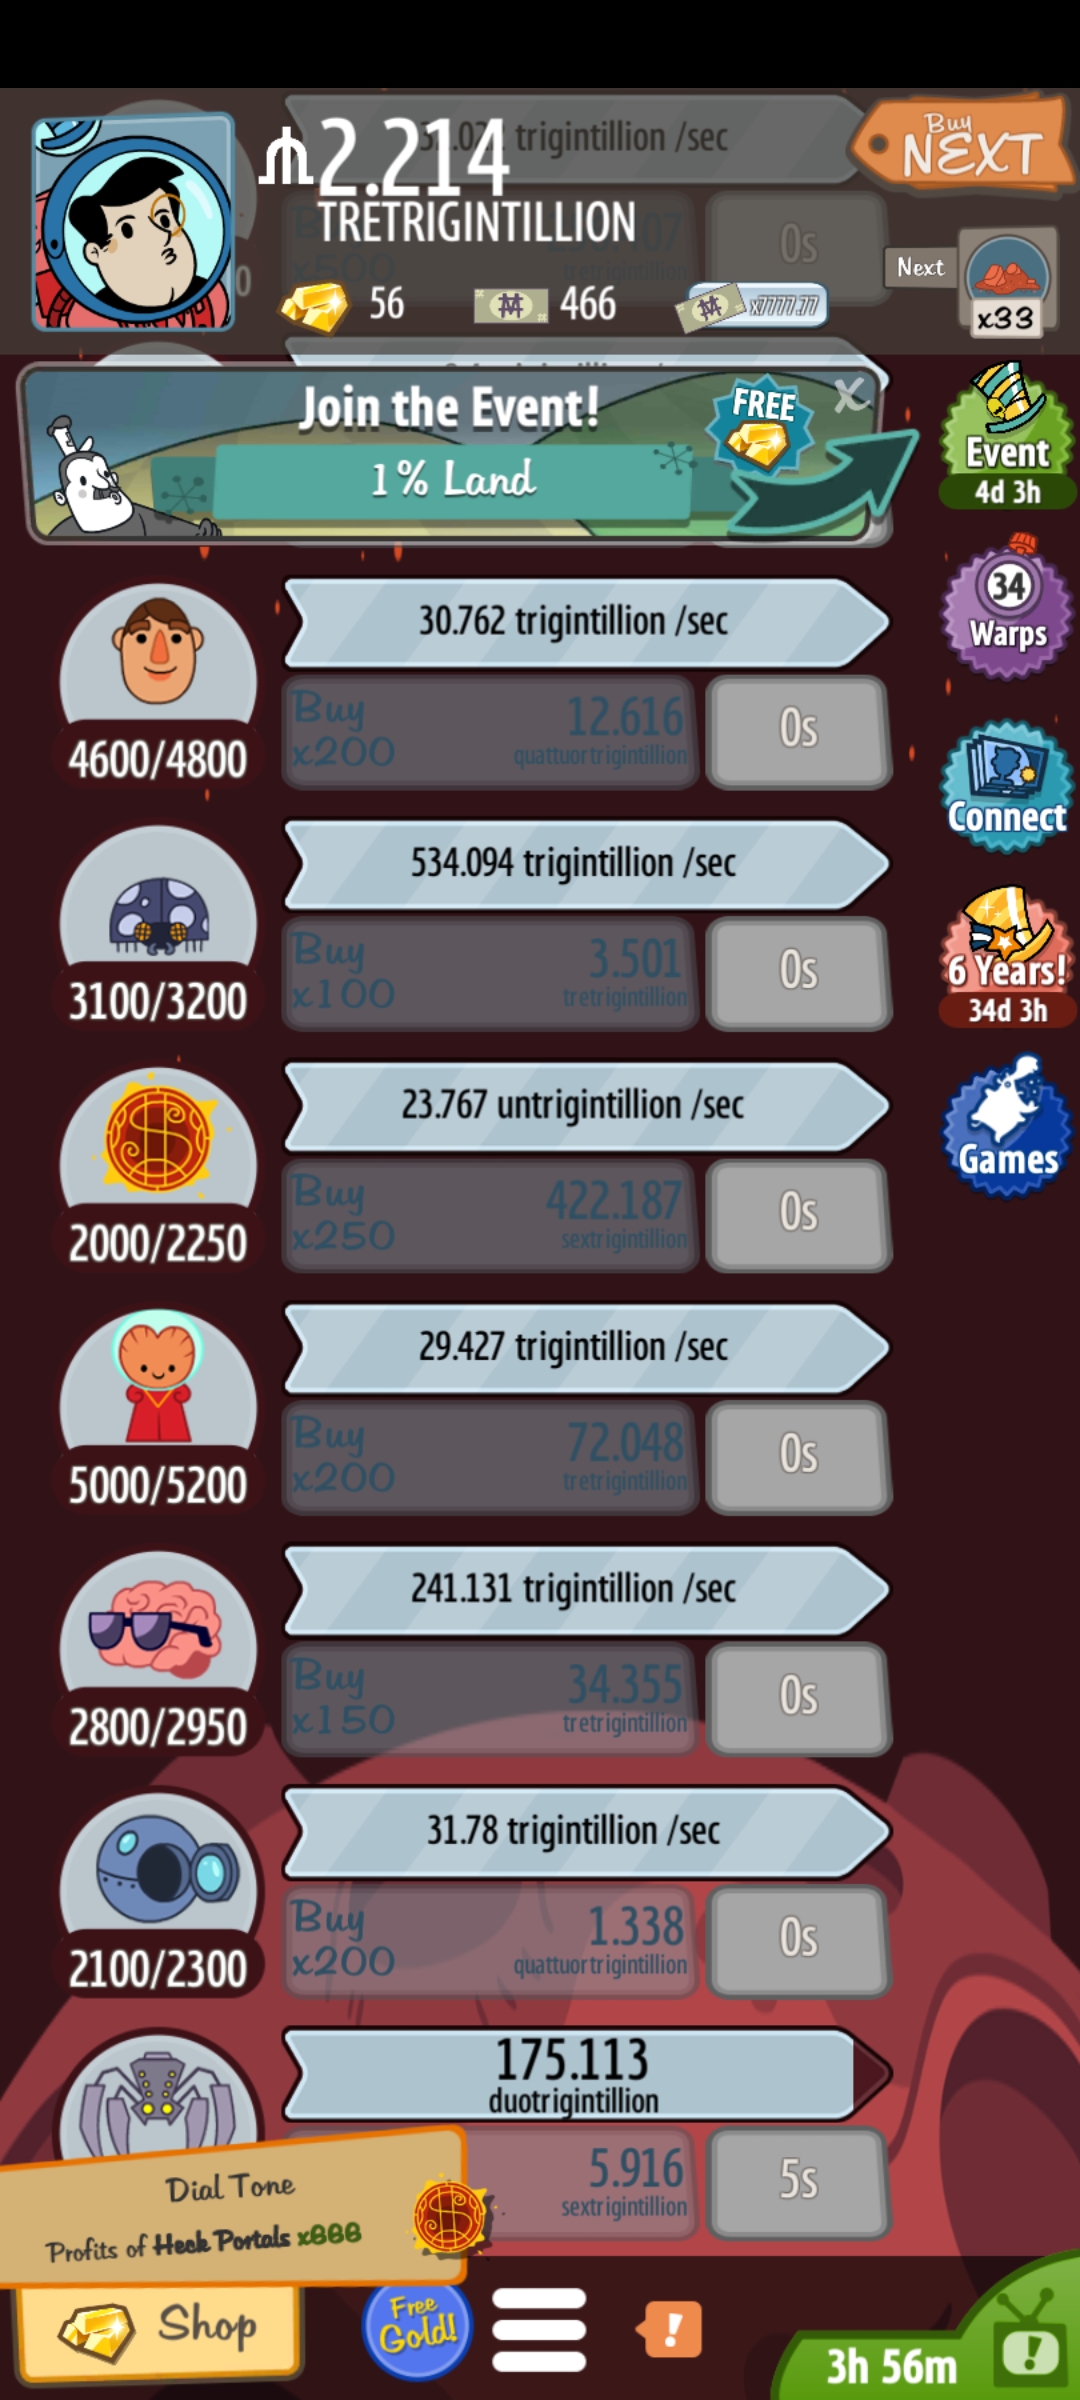 2.214
trigintillion /sec
TRETRIGINTILLION
Buy
NEXT
0s
x500
tretrigintillion
56
466
x7777.77
Next
x33
Join the Event!
FREE
X
1% Land
Event
4d 3h
30.762 trigintillion /sec
34
Warps
4600/4800
Buy
x200
12.616
quattuortrigintillion
0s
Connect
534.094 trigintillion /sec
3100/3200
Buy
x100
3.501
tretrigintillion
0s
6 Years!
34d 3h
23.767 untrigintillion /sec
Games
2000/2250
Buy
x250
422.187
sextrigintillion
0s
29.427 trigintillion /sec
5000/5200
Buy
x200
72.048
tretrigintillion
0s
241.131 trigintillion /sec
2800/2950
Buy
x150
34.355
tretrigintillion
0s
31.78 trigintillion /sec
2100/2300
Buy
x200
1.338
quattuortrigintillion
0s
175.113
duotrigintillion
5.916
sextrigintillion
5s
Dial Tone
Profits of Heck Portals x666
Shop
Free
Gold!
!
3h 56m
!